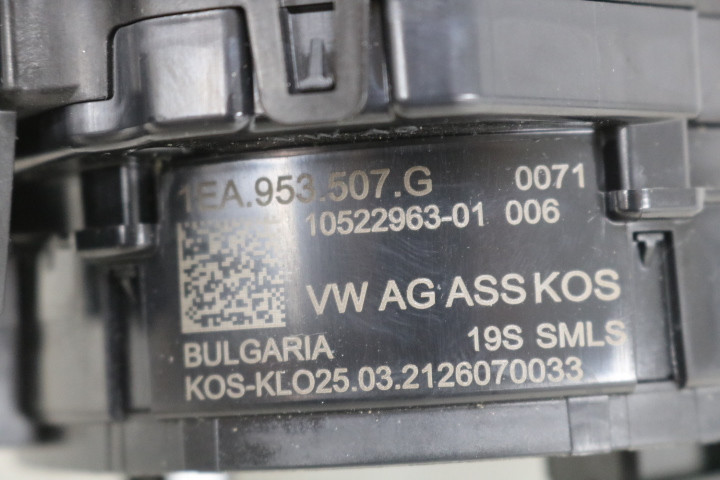 1EA.953.507.G 0071
10522963-01 006
VW AG ASS KOS
BULGARIA 19S SMLS
KOS-KLO25.03.2126070033